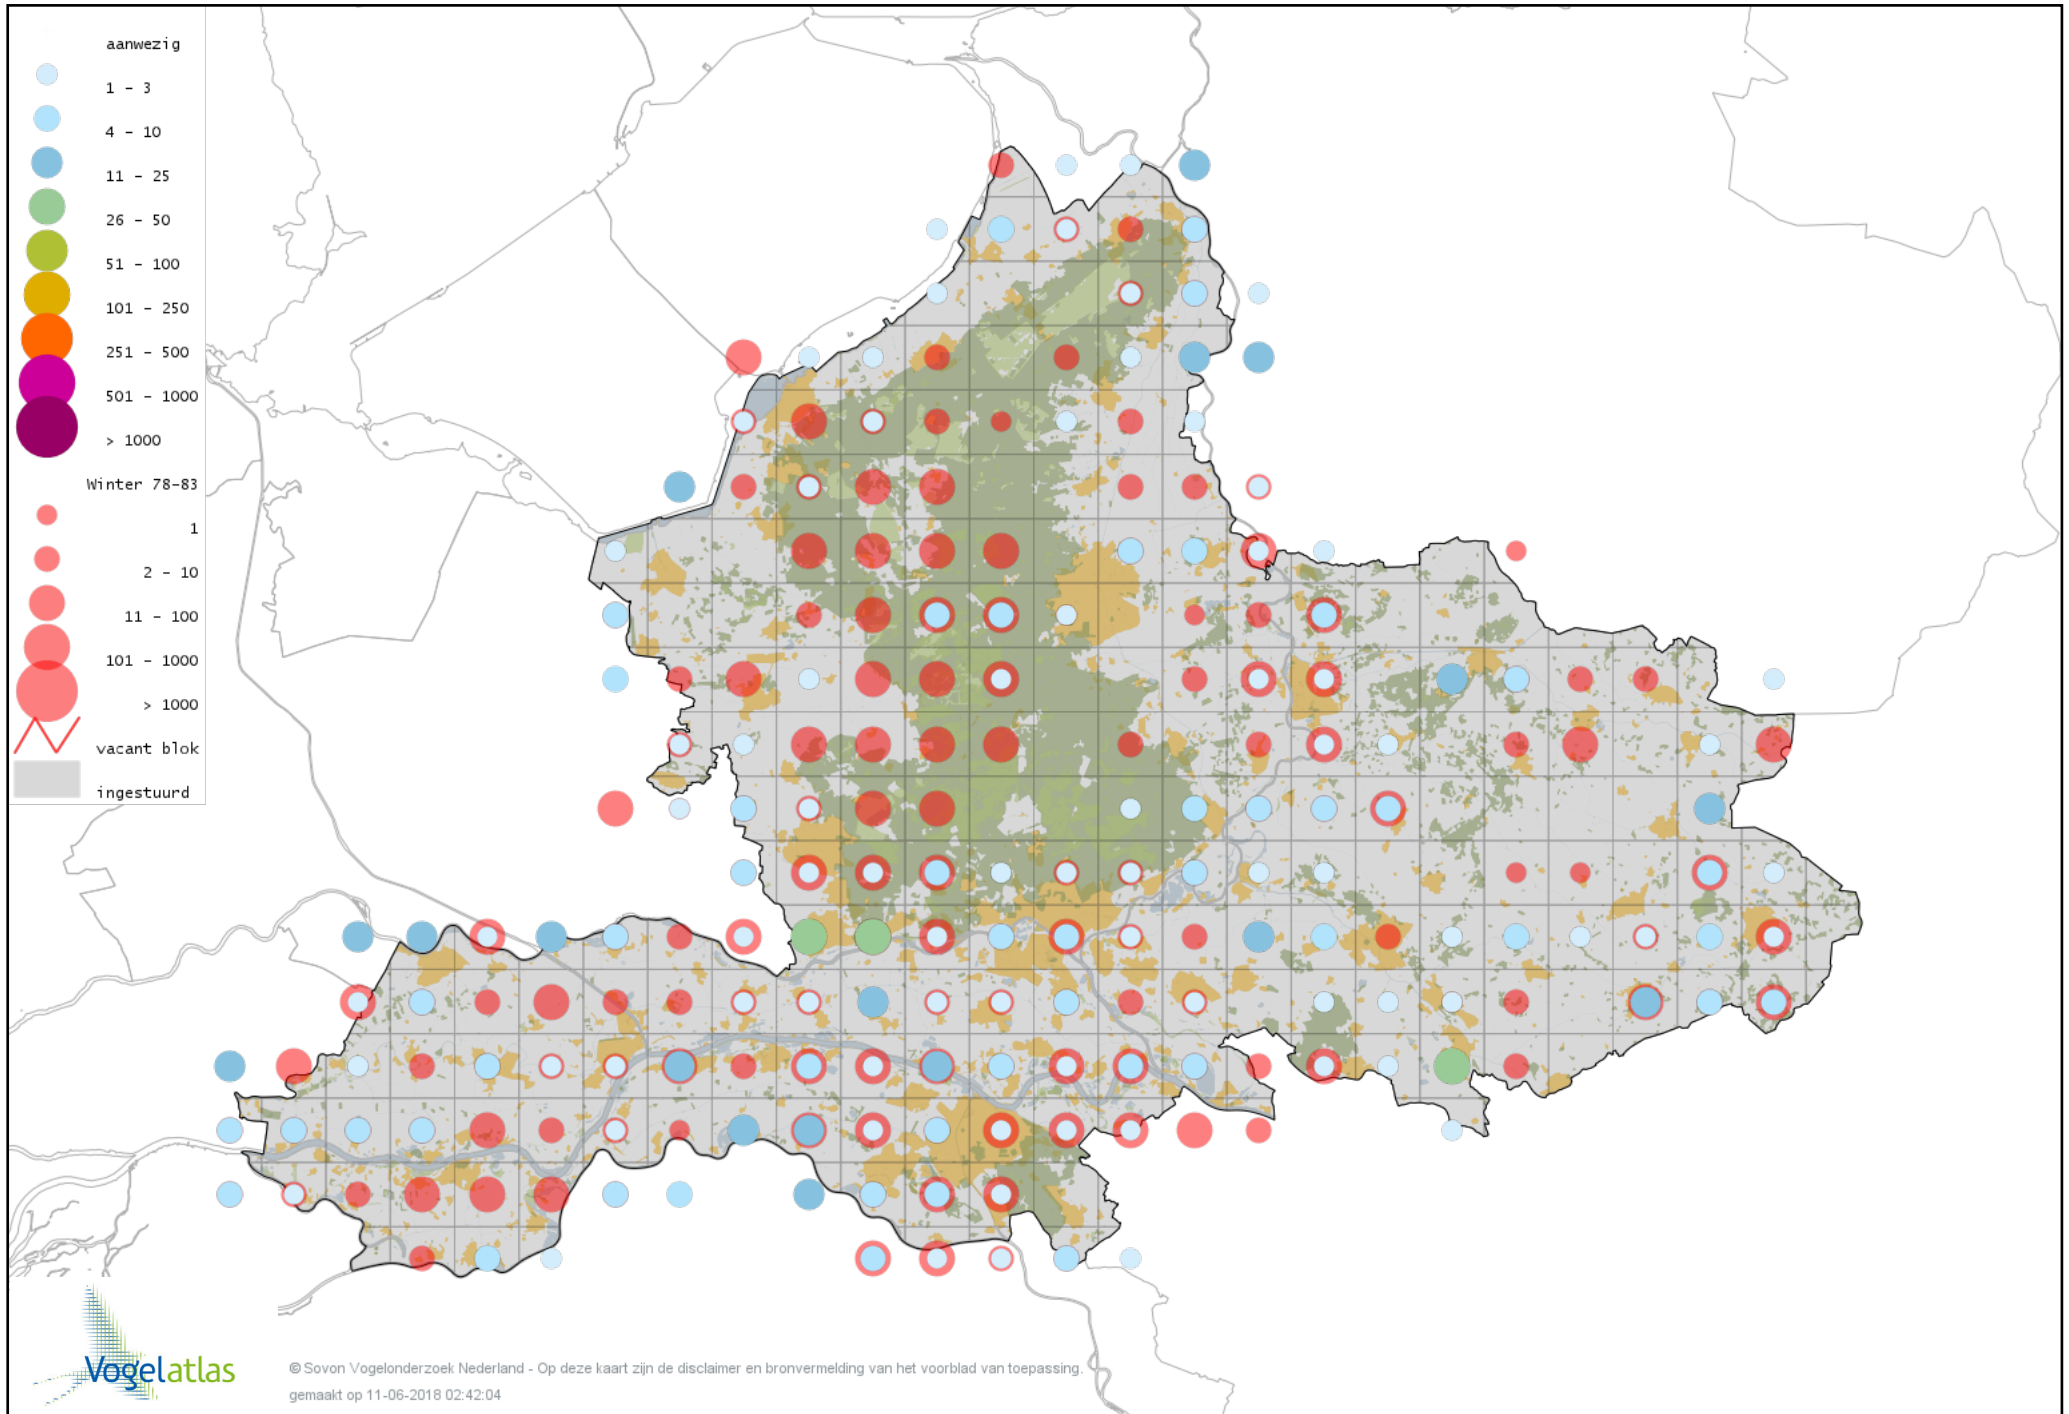 aanwezig
1 - 3
4 - 10
11 - 25
26 - 50
51 - 100
101 - 250
251 - 500
501 - 1000
> 1000
Winter 78-83
1
2 - 10
11 - 100
101 - 1000
> 1000
vacant blok
ingestuurd
Vogelatlas
© Sovon Vogelonderzoek Nederland - Op deze kaart zijn de disclaimer en bronvermelding van het voorblad van toepassing.
gemaakt op 11-06-2018 02:42:04